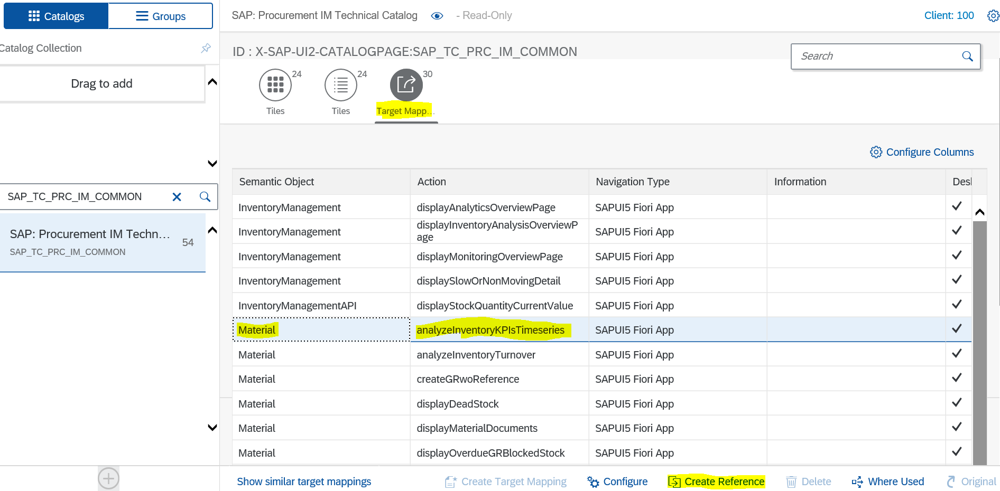 Catalogs
Groups
SAP: Procurement IM Technical Catalog
- Read-Only
Client: 100
Catalog Collection
ID : X-SAP-UI2-CATALOGPAGE:SAP_TC_PRC_IM_COMMON
Search
Drag to add
24
24
30
Tiles
Tiles
Target Mapp...
Configure Columns
SAP_TC_PRC_IM_COMMON
SAP: Procurement IM Techn...
54
SAP_TC_PRC_IM_COMMON
Semantic Object Action Navigation Type Information Desk
InventoryManagement displayAnalyticsOverviewPage SAPUI5 Fiori App
InventoryManagement displayInventoryAnalysisOverviewP
age SAPUI5 Fiori App
InventoryManagement displayMonitoringOverviewPage SAPUI5 Fiori App
InventoryManagement displaySlowOrNonMovingDetail SAPUI5 Fiori App
InventoryManagementAPI displayStockQuantityCurrentValue SAPUI5 Fiori App
Material analyzeInventoryKPIsTimeseries SAPUI5 Fiori App
Material analyzeInventoryTurnover SAPUI5 Fiori App
Material createGRwoReference SAPUI5 Fiori App
Material displayDeadStock SAPUI5 Fiori App
Material displayMaterialDocuments SAPUI5 Fiori App
Material displayOverdueGRBlockedStock SAPUI5 Fiori App
Show similar target mappings
Create Target Mapping
Configure
Create Reference
Delete
Where Used
Original